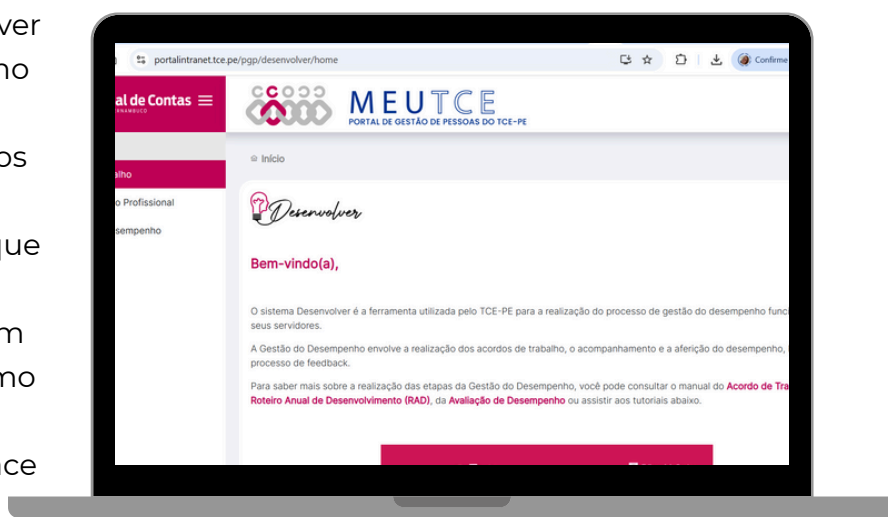 ver
no
os
que
m
mo
ce
portalintranet.tce.pe/pgp/desenvolver/home
Confirme
al de Contas
PERNAMBUCO
MEUTCE
PORTAL DE GESTÃO DE PESSOAS DO TCE-PE
Início
alho
o Profissional
sempenho
Desenvolver
Bem-vindo(a),
O sistema Desenvolver é a ferramenta utilizada pelo TCE-PE para a realização do processo de gestão do desempenho funci
seus servidores.
A Gestão do Desempenho envolve a realização dos acordos de trabalho, o acompanhamento e a aferição do desempenho,
processo de feedback.
Para saber mais sobre a realização das etapas da Gestão do Desempenho, você pode consultar o manual do Acordo de Tra
Roteiro Anual de Desenvolvimento (RAD), da Avaliação de Desempenho ou assistir aos tutoriais abaixo.